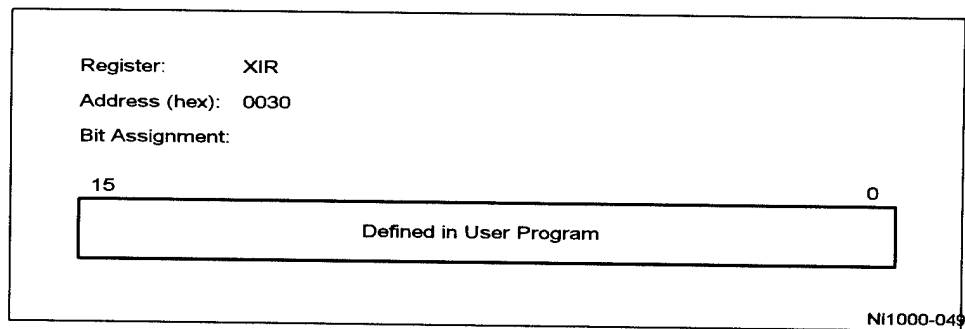 Register: XIR
Address (hex): 0030
Bit Assignment:
15 0
Defined in User Program
Ni1000-049